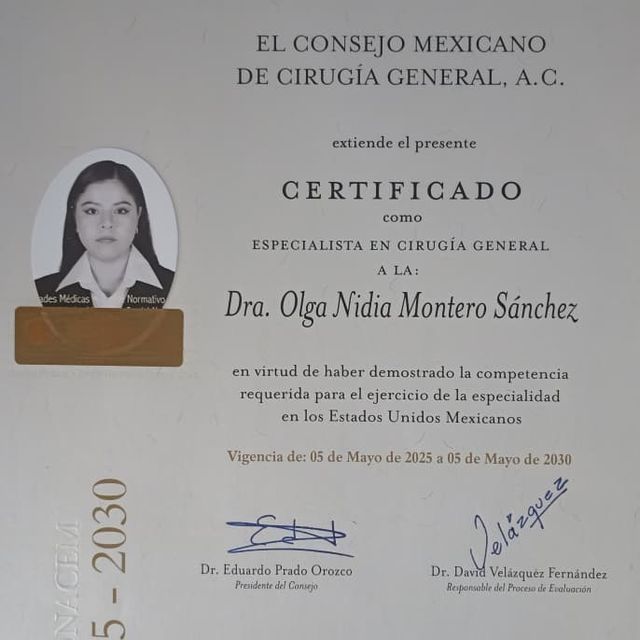 EL CONSEJO MEXICANO
DE CIRUGÍA GENERAL, A.C.
extiende el presente
CERTIFICADO
como
ESPECIALISTA EN CIRUGÍA GENERAL
A LA:
Dra. Olga Nidia Montero Sánchez
en virtud de haber demostrado la competencia
requerida para el ejercicio de la especialidad
en los Estados Unidos Mexicanos
Vigencia de: 05 de Mayo de 2025 a 05 de Mayo de 2030
Velázquez
Dr. Eduardo Prado Orozco
Presidente del Consejo
Dr. David Velázquez Fernández
Responsable del Proceso de Evaluación
ades Médicas
Normativo
NACEM
5 - 2030